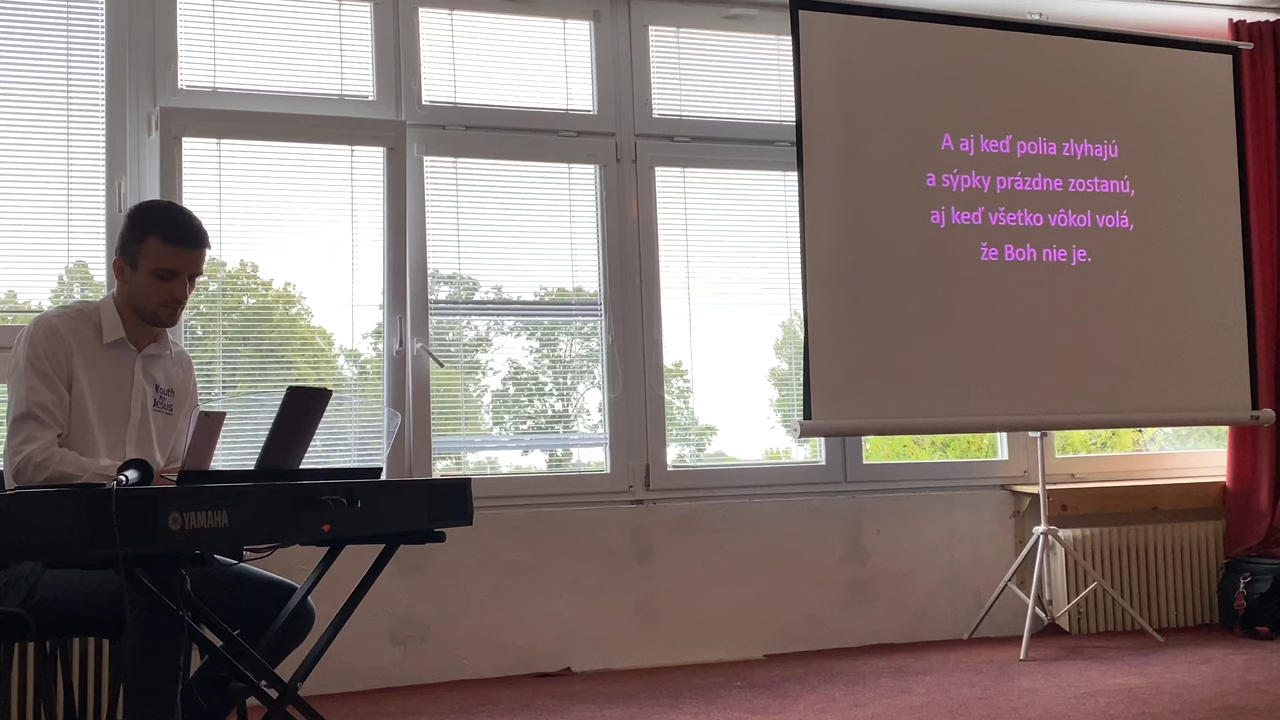 A aj keď polia zlyhajú
a sýpky prázdne zostanú,
aj keď všetko vôkol volá,
že Boh nie je.
Youth
for
Jesus
YAMAHA